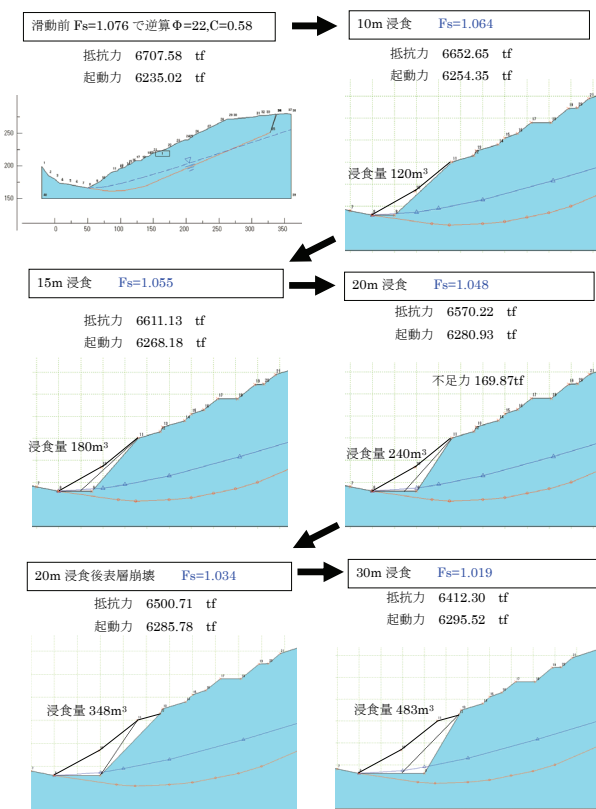 滑動前 Fs=1.076 で逆算Φ=22,C=0.58
抵抗力 6707.58 tf
起動力 6235.02 tf
250
200
150
0 50 100 150 200 250 300 350
10m 浸食 Fs=1.064
抵抗力 6652.65 tf
起動力 6254.35 tf
浸食量 120m³
15m 浸食 Fs=1.055
抵抗力 6611.13 tf
起動力 6268.18 tf
浸食量 180m³
20m 浸食 Fs=1.048
抵抗力 6570.22 tf
起動力 6280.93 tf
不足力 169.87tf
浸食量 240m³
20m 浸食後表層崩壊 Fs=1.034
抵抗力 6500.71 tf
起動力 6285.78 tf
浸食量 348m³
30m 浸食 Fs=1.019
抵抗力 6412.30 tf
起動力 6295.52 tf
浸食量 483m³